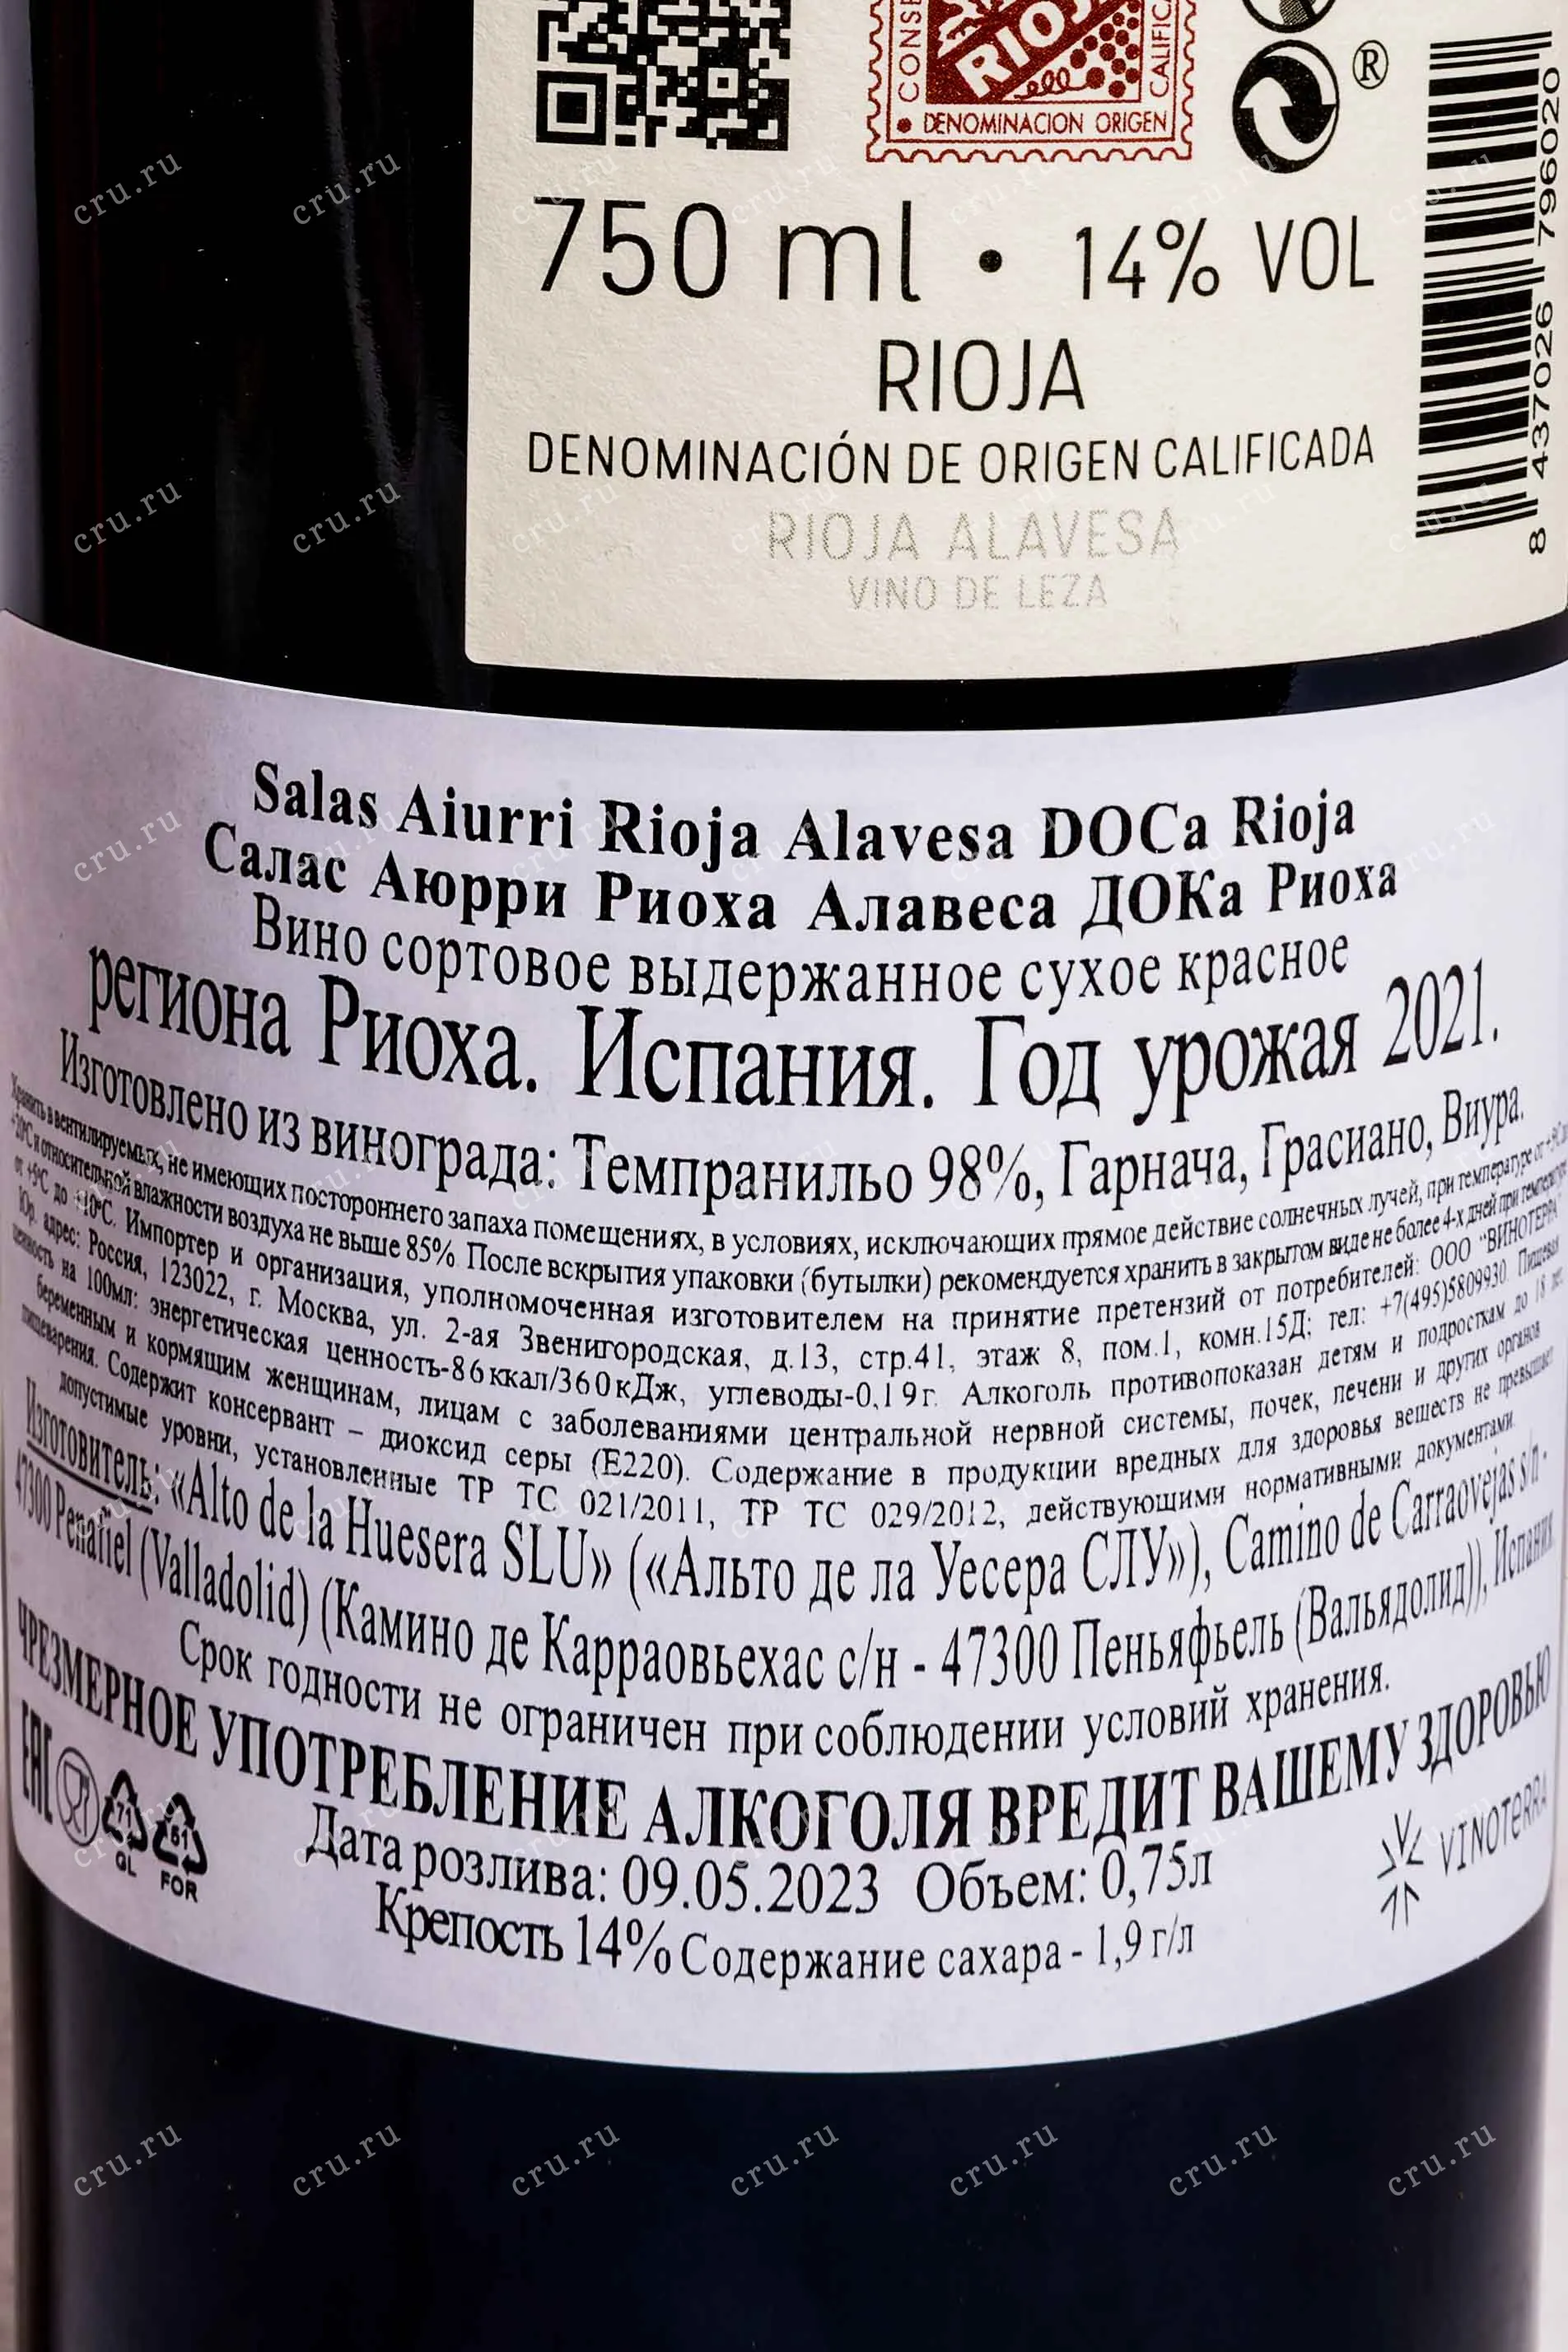 CONSE
RIOJ
CALIFICA
DENOMINACION ORIGEN
®
750 ml • 14% VOL
RIOJA
DENOMINACIÓN DE ORIGEN CALIFICADA
RIOJA ALAVESA
VINO DE LEZA
8 437026 796020
Salas Aiurri Rioja Alavesa DOCa Rioja
Салас Аюрри Риоха Алавеса ДОКа Риоха
Вино сортовое выдержанное сухое красное
региона Риоха. Испания. Год урожая 2021.
Изготовлено из винограда: Темпранильо 98%, Гарнача, Грасиано, Виура.
Хранить в вентилируемых, не имеющих постороннего запаха помещениях, в условиях, исключающих прямое действие солнечных лучей, при температуре от +5°C
+20°C и относительной влажности воздуха не выше 85%. После вскрытия упаковки (бутылки) рекомендуется хранить в закрытом виде не более 4-х дней при температуре
от +5°C до +10°C. Импортер и организация, уполномоченная изготовителем на принятие претензий от потребителей: ООО "ВИНОТЕРРА"
Юр. адрес: Россия, 123022, г. Москва, ул. 2-ая Звенигородская, д.13, стр.41, этаж 8, пом.1, комн.15Д; тел: +7(495)5809930. Пищевая
ценность на 100мл: энергетическая ценность-86ккал/360кДж, углеводы-0,19г. Алкоголь противопоказан детям и подросткам до 18 лет,
беременным и кормящим женщинам, лицам с заболеваниями центральной нервной системы, почек, печени и других органов
пищеварения. Содержит консервант – диоксид серы (Е220). Содержание в продукции вредных для здоровья веществ не превышает
допустимые уровни, установленные ТР ТС 021/2011, ТР ТС 029/2012, действующими нормативными документами.
Изготовитель: «Alto de la Huesera SLU» («Альто де ла Уесера СЛУ»), Camino de Carraovejas s/n -
47300 Penafiel (Valladolid) (Камино де Карраовьехас с/н - 47300 Пеньяфьель (Вальядолид)), Испания
Срок годности не ограничен при соблюдении условий хранения.
ЧРЕЗМЕРНОЕ УПОТРЕБЛЕНИЕ АЛКОГОЛЯ ВРЕДИТ ВАШЕМУ ЗДОРОВЬЮ
EAC
71
GL
51
FOR
Дата розлива: 09.05.2023 Объем: 0,75л
VINOTERRA
Крепость 14% Содержание сахара - 1,9 г/л
cru.ru